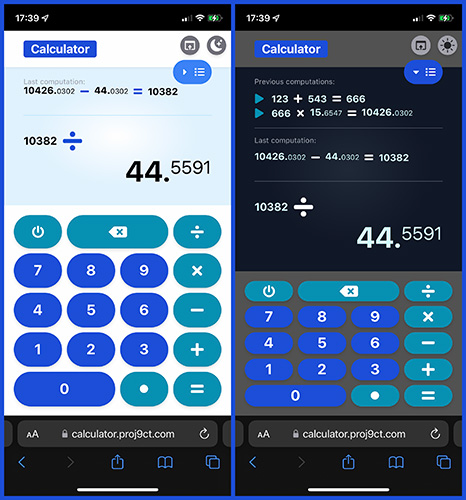 17:39
Calculator
Last computation:
10426.0302 − 44.0302 = 10382
10382 ÷
44.5591
÷
7 8 9 ×
4 5 6 −
1 2 3 +
0 • =
AA calculator.proj9ct.com
17:39
Calculator
Previous computations:
123 + 543 = 666
666 × 15.6547 = 10426.0302
Last computation:
10426.0302 − 44.0302 = 10382
10382 ÷
44.5591
÷
7 8 9 ×
4 5 6 −
1 2 3 +
0 • =
AA calculator.proj9ct.com